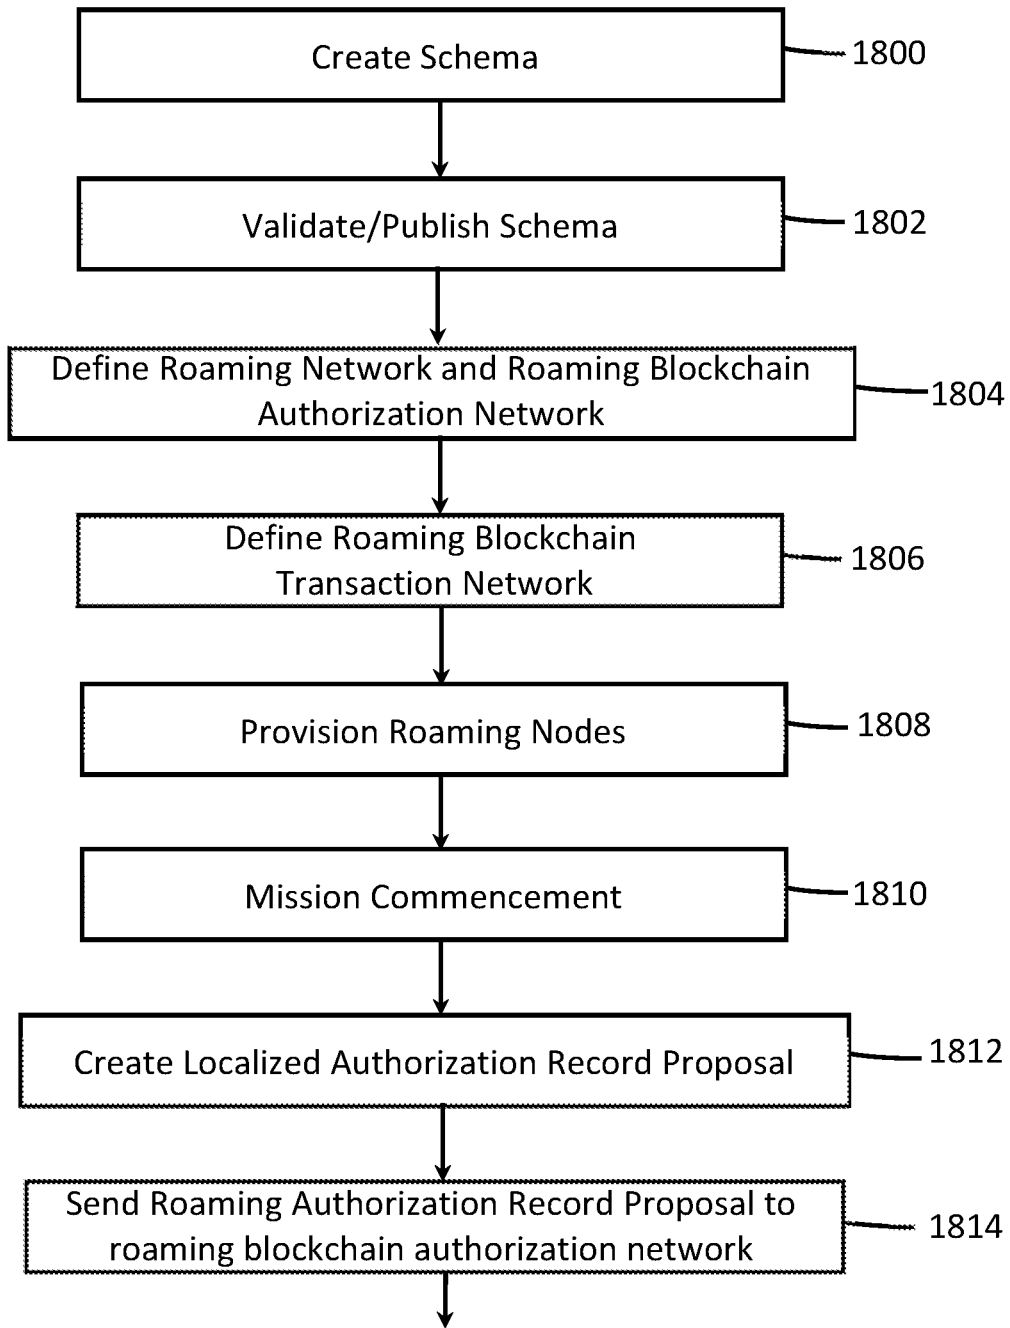 Create Schema
1800
Validate/Publish Schema
1802
Define Roaming Network and Roaming Blockchain
Authorization Network
1804
Define Roaming Blockchain
Transaction Network
1806
Provision Roaming Nodes
1808
Mission Commencement
1810
Create Localized Authorization Record Proposal
1812
Send Roaming Authorization Record Proposal to
roaming blockchain authorization network
1814